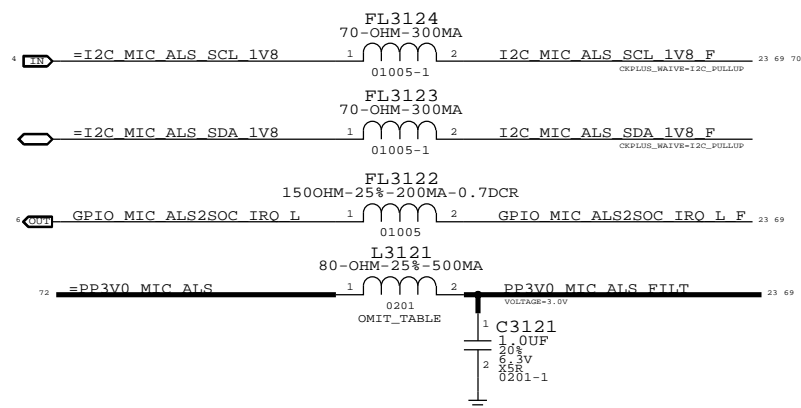 FL3124
70-OHM-300MA
4 IN =I2C_MIC_ALS_SCL_1V8 1 2 I2C_MIC_ALS_SCL_1V8_F 23 69 70
CKPLUS_WAIVE=I2C_PULLUP
01005-1
FL3123
70-OHM-300MA
=I2C_MIC_ALS_SDA_1V8 1 2 I2C_MIC_ALS_SDA_1V8_F
CKPLUS_WAIVE=I2C_PULLUP
01005-1
FL3122
150OHM-25%-200MA-0.7DCR
6 OUT GPIO_MIC_ALS2SOC_IRQ_L 1 2 GPIO_MIC_ALS2SOC_IRQ_L_F 23 69
01005
L3121
80-OHM-25%-500MA
72 =PP3V0_MIC_ALS 1 2 PP3V0_MIC_ALS_FILT 23 69
VOLTAGE=3.0V
0201
OMIT_TABLE
1 C3121
1.0UF
20%
6.3V
2 X5R
0201-1